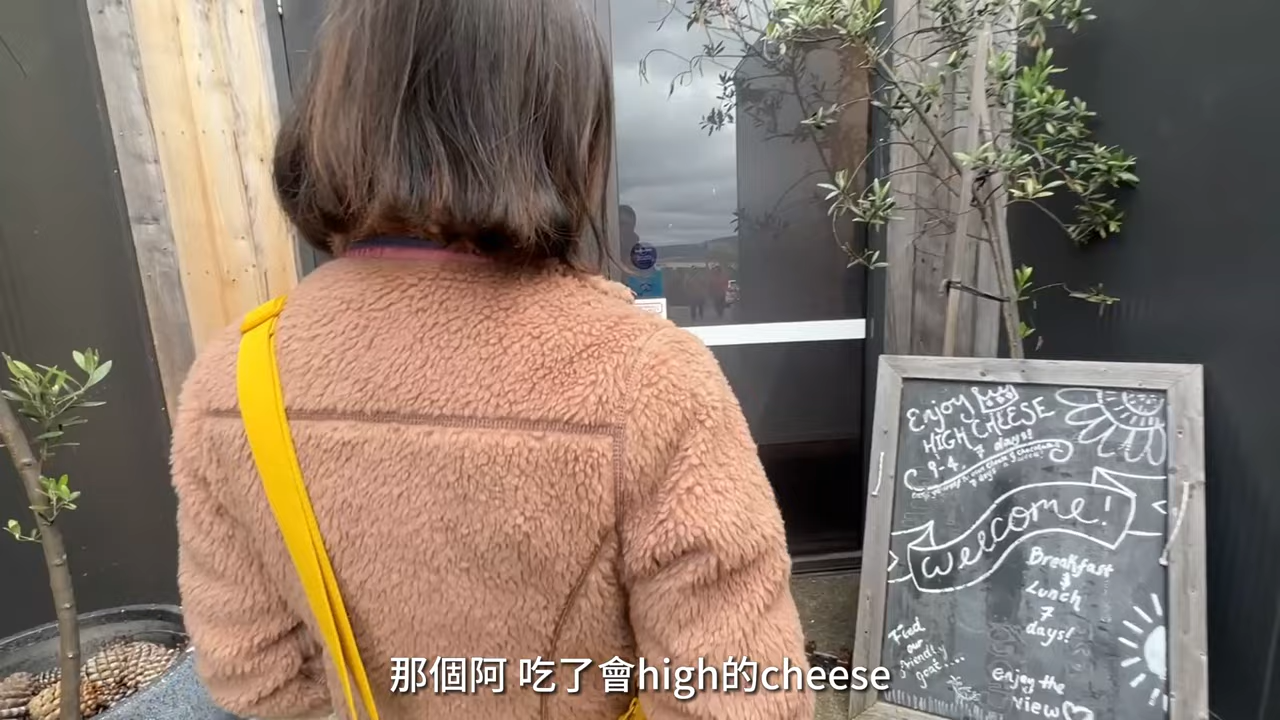 Enjoy
HIGH CHEESE
9-4 7 days!
Welcome!
Breakfast
&
Lunch
7
days!
Feed
our
friendly
goat....
enjoy the
view
那個阿 吃了會high的cheese